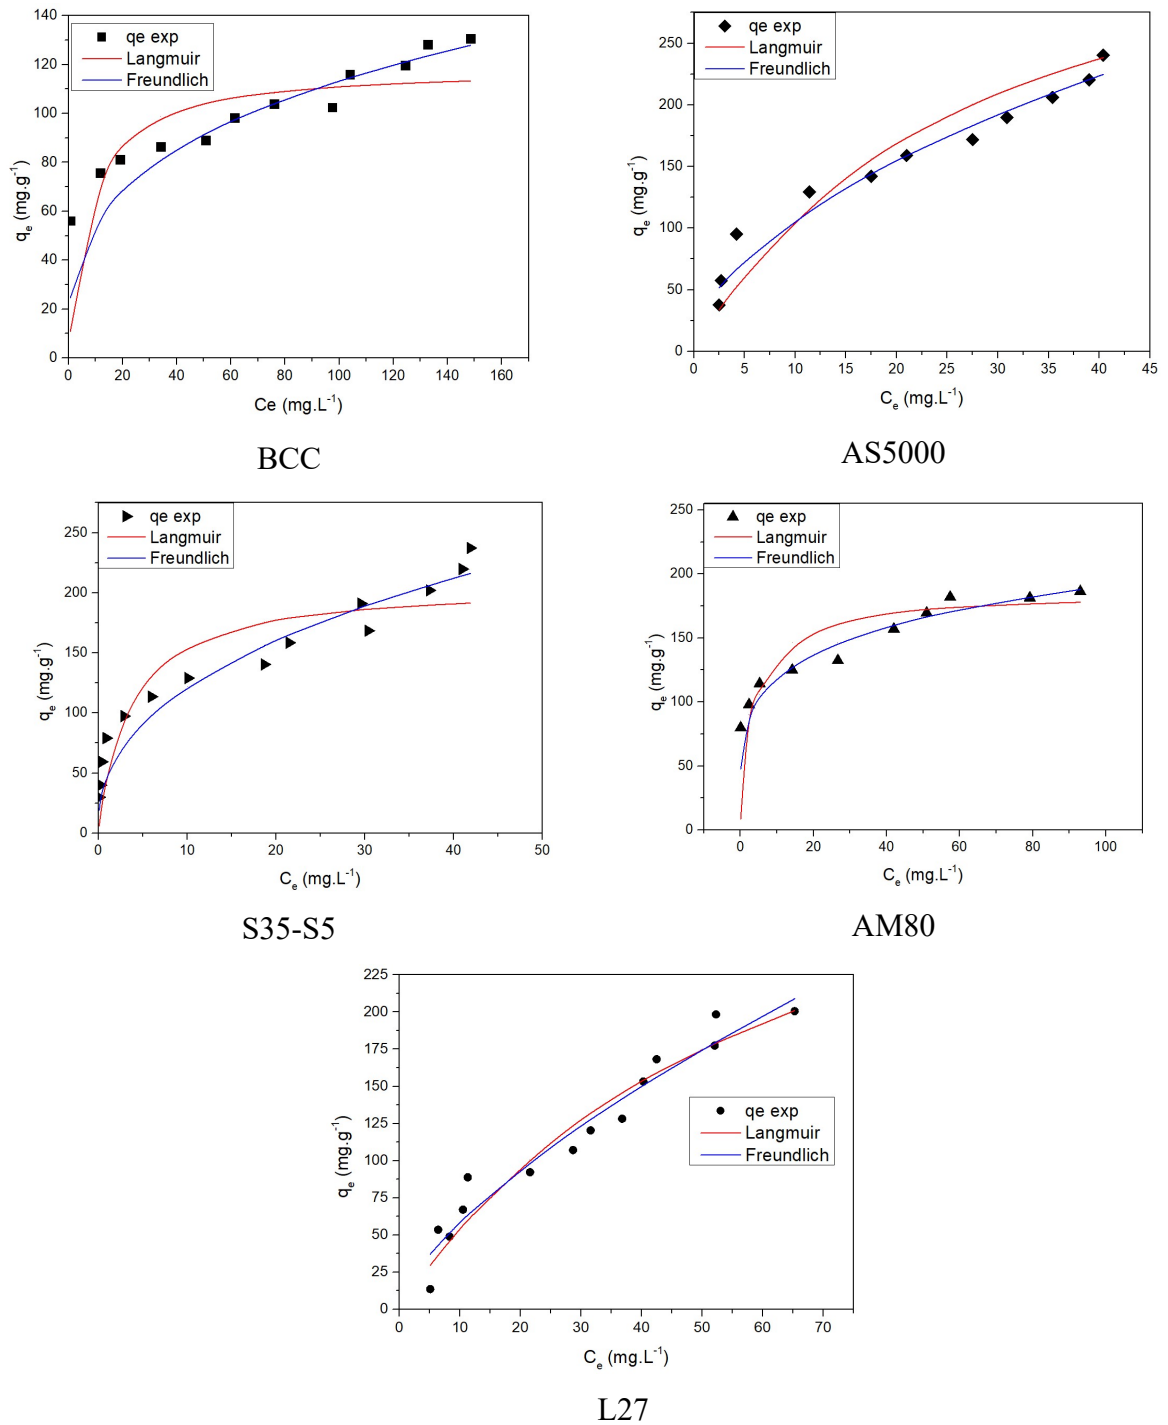 140
120
100
80
60
40
20
0
qe exp
Langmuir
Freundlich
qe (mg.g-1)
0 20 40 60 80 100 120 140 160
Ce (mg.L-1)
BCC
250
200
150
100
50
0
qe exp
Langmuir
Freundlich
qe (mg.g-1)
0 5 10 15 20 25 30 35 40 45
Ce (mg.L-1)
AS5000
250
200
150
100
50
0
qe exp
Langmuir
Freundlich
qe (mg.g-1)
0 10 20 30 40 50
Ce (mg.L-1)
S35-S5
250
200
150
100
50
0
qe exp
Langmuir
Freundlich
qe (mg.g-1)
0 20 40 60 80 100
Ce (mg.L-1)
AM80
225
200
175
150
125
100
75
50
25
0
qe exp
Langmuir
Freundlich
qe (mg.g-1)
0 10 20 30 40 50 60 70
Ce (mg.L-1)
L27